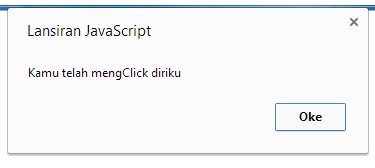 Lansiran JavaScript
Kamu telah mengClick diriku
Oke